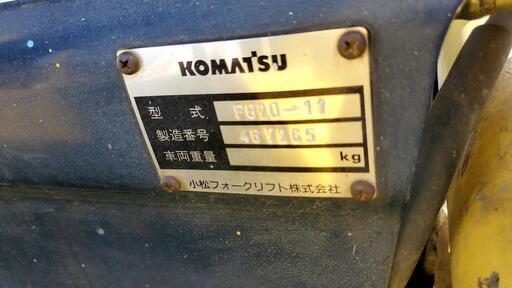 KOMATSU
型式 FG20-11
製造番号
車両重量 kg
小松フォークリフト株式会社